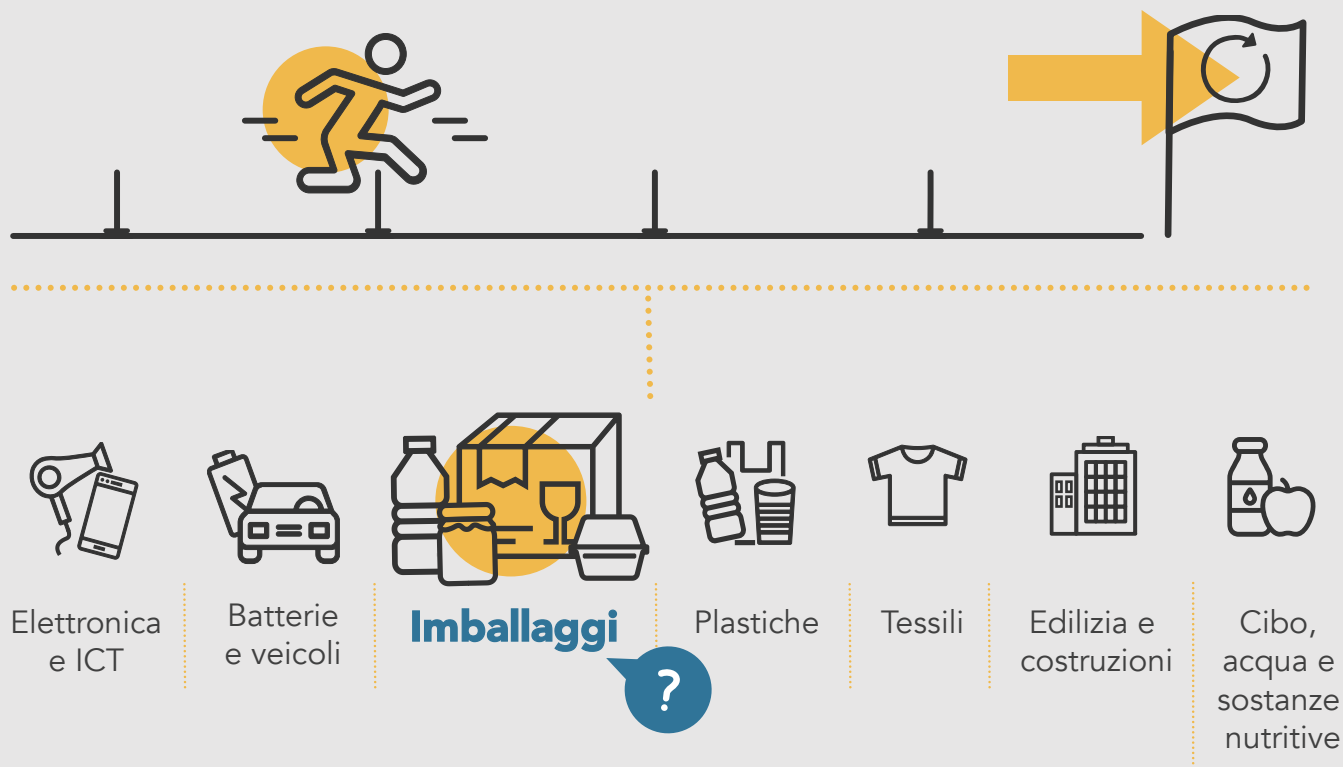 Elettronica
e ICT
Batterie
e veicoli
Imballaggi
?
Plastiche
Tessili
Edilizia e
costruzioni
Cibo,
acqua e
sostanze
nutritive